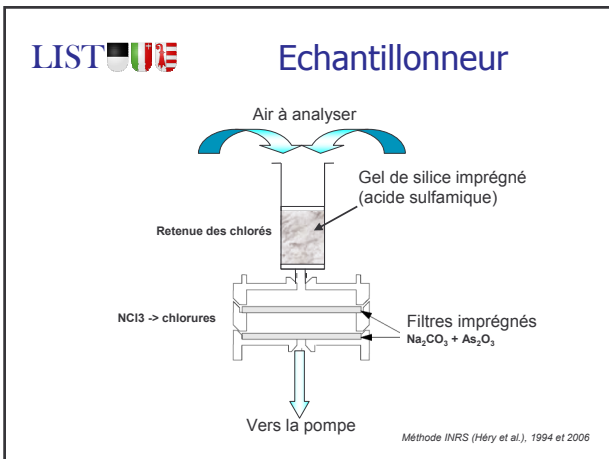 LIST
Echantillonneur
Air à analyser
Gel de silice imprégné
(acide sulfamique)
Retenue des chlorés
NCl3 -> chlorures
Filtres imprégnés
Na₂CO₃ + As₂O₃
Vers la pompe
Méthode INRS (Héry et al.), 1994 et 2006